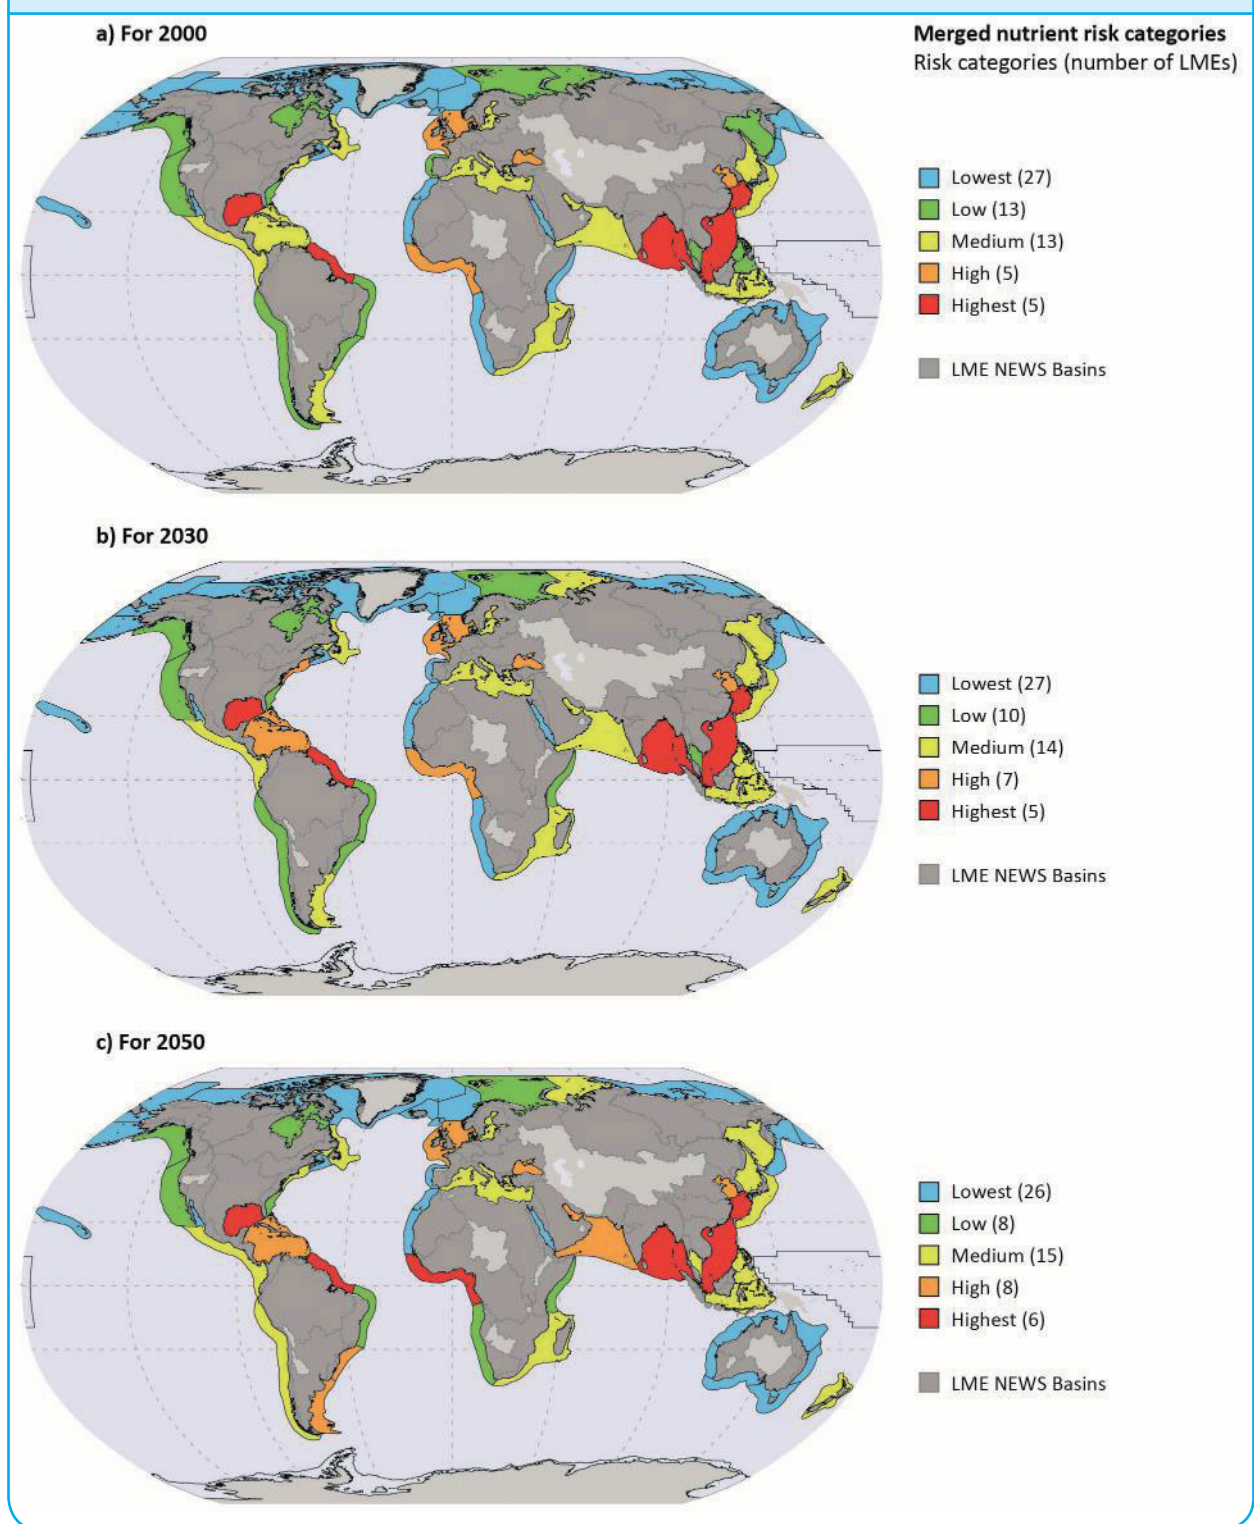 a) For 2000
Merged nutrient risk categories
Risk categories (number of LMEs)
Lowest (27)
Low (13)
Medium (13)
High (5)
Highest (5)
LME NEWS Basins
b) For 2030
Lowest (27)
Low (10)
Medium (14)
High (7)
Highest (5)
LME NEWS Basins
c) For 2050
Lowest (26)
Low (8)
Medium (15)
High (8)
Highest (6)
LME NEWS Basins